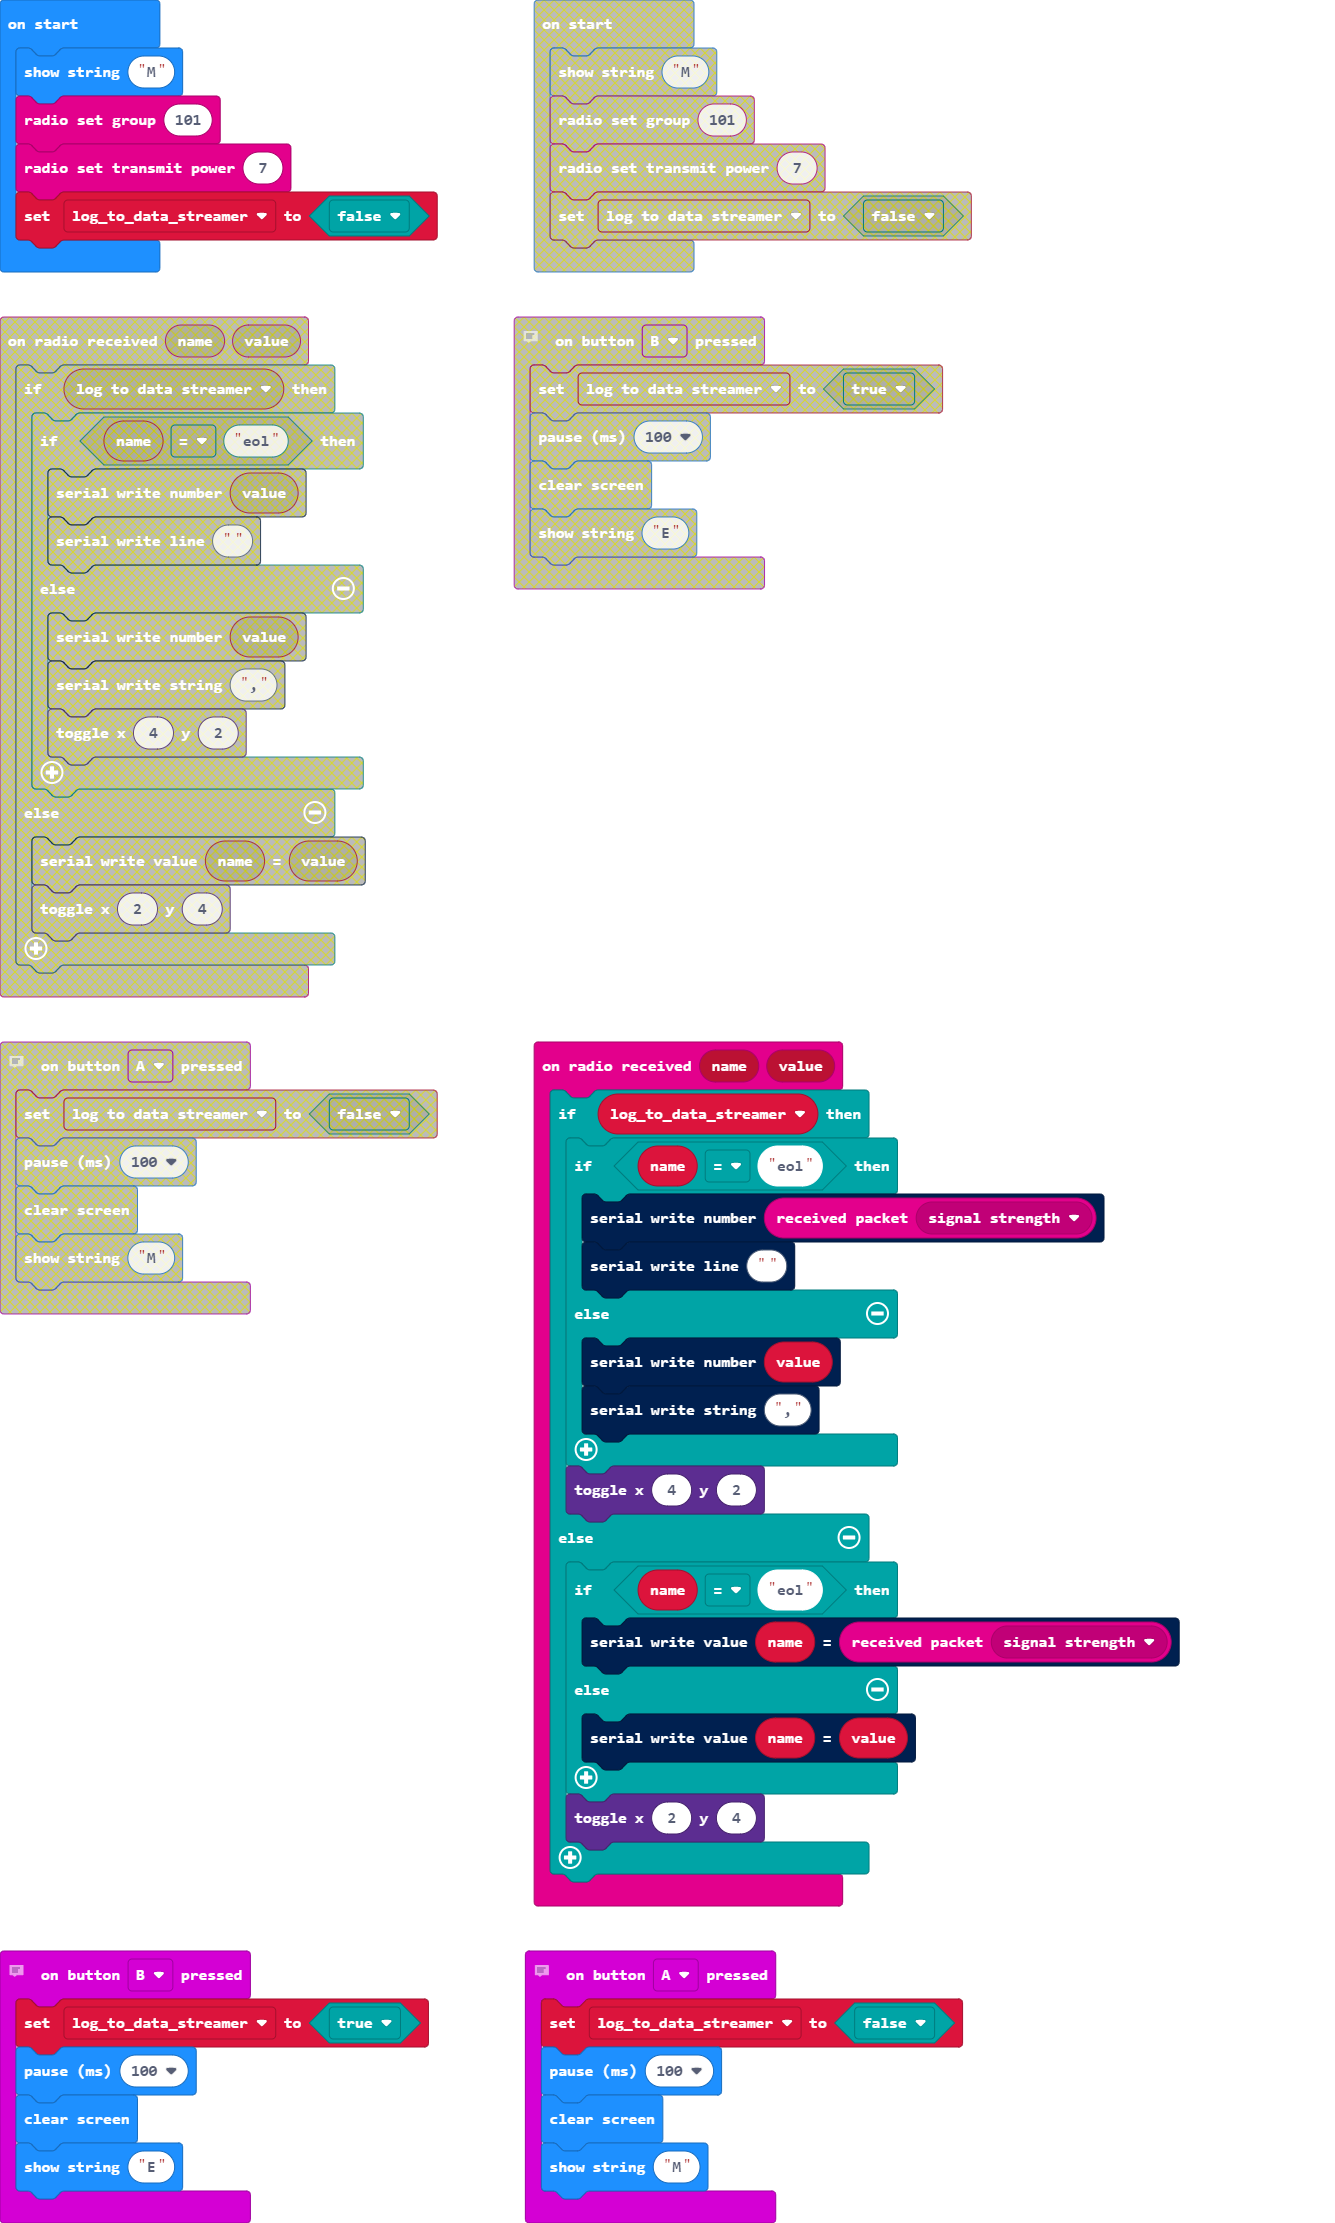 on start
show string "M"
radio set group 101
radio set transmit power 7
set log_to_data_streamer to false
on start
show string "M"
radio set group 101
radio set transmit power 7
set log to data streamer to false
on radio received name value
if log to data streamer then
if name = "eol" then
serial write number value
serial write line " "
else
serial write number value
serial write string ","
toggle x 4 y 2
else
serial write value name = value
toggle x 2 y 4
on button B pressed
set log to data streamer to true
pause (ms) 100
clear screen
show string "E"
on button A pressed
set log to data streamer to false
pause (ms) 100
clear screen
show string "M"
on radio received name value
if log_to_data_streamer then
if name = "eol" then
serial write number received packet signal strength
serial write line " "
else
serial write number value
serial write string ","
toggle x 4 y 2
else
if name = "eol" then
serial write value name = received packet signal strength
else
serial write value name = value
toggle x 2 y 4
on button B pressed
set log_to_data_streamer to true
pause (ms) 100
clear screen
show string "E"
on button A pressed
set log_to_data_streamer to false
pause (ms) 100
clear screen
show string "M"